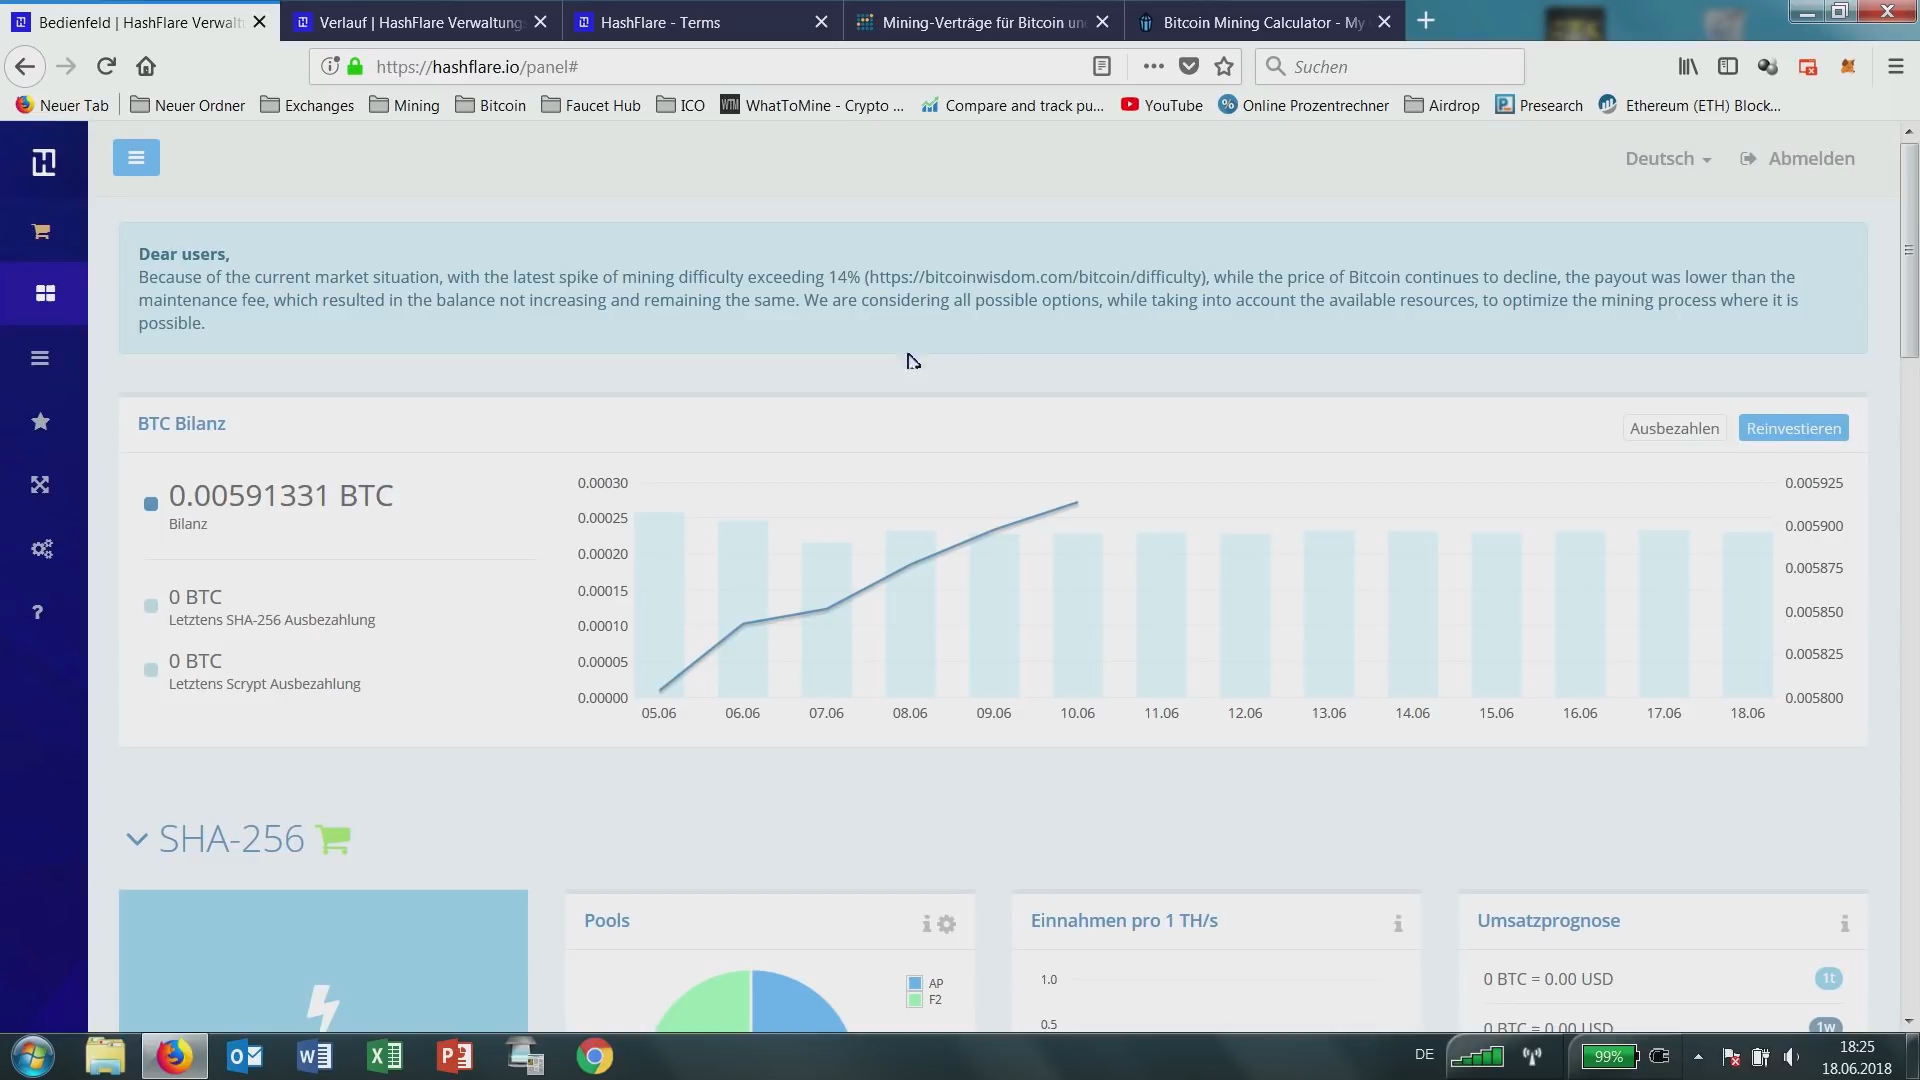 Bedienfeld | HashFlare Verwalt
Verlauf | HashFlare Verwaltung
HashFlare - Terms
Mining-Verträge für Bitcoin un
Bitcoin Mining Calculator - My
https://hashflare.io/panel#
Suchen
Neuer Tab
Neuer Ordner
Exchanges
Mining
Bitcoin
Faucet Hub
ICO
WTM
WhatToMine - Crypto ...
Compare and track pu...
YouTube
Online Prozentrechner
Airdrop
Presearch
Ethereum (ETH) Block...
Deutsch
Abmelden
Dear users,
Because of the current market situation, with the latest spike of mining difficulty exceeding 14% (https://bitcoinwisdom.com/bitcoin/difficulty), while the price of Bitcoin continues to decline, the payout was lower than the
maintenance fee, which resulted in the balance not increasing and remaining the same. We are considering all possible options, while taking into account the available resources, to optimize the mining process where it is
possible.
BTC Bilanz
Ausbezahlen
Reinvestieren
0.00591331 BTC
Bilanz
0 BTC
Letztens SHA-256 Ausbezahlung
0 BTC
Letztens Scrypt Ausbezahlung
0.00030
0.00025
0.00020
0.00015
0.00010
0.00005
0.00000
0.005925
0.005900
0.005875
0.005850
0.005825
0.005800
05.06 06.06 07.06 08.06 09.06 10.06 11.06 12.06 13.06 14.06 15.06 16.06 17.06 18.06
SHA-256
Pools
AP
F2
Einnahmen pro 1 TH/s
1.0
0.5
Umsatzprognose
0 BTC = 0.00 USD
1t
0 BTC = 0.00 USD
1w
DE
99%
18:25
18.06.2018